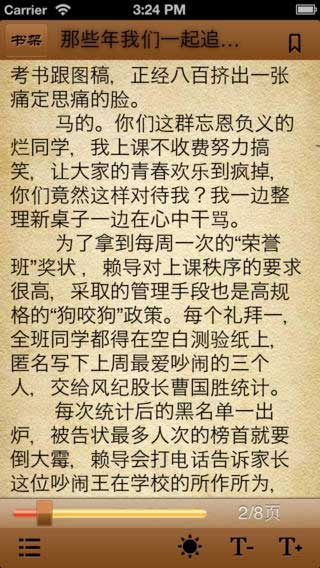 Carrier 3:24 PM
书架 那些年我们一起追...
考书跟图稿，正经八百挤出一张
痛定思痛的脸。
马的。你们这群忘恩负义的
烂同学，我上课不收费努力搞
笑，让大家的青春欢乐到疯掉，
你们竟然这样对待我？我一边整
理新桌子一边在心中干骂。
为了拿到每周一次的“荣誉
班”奖状，赖导对上课秩序的要求
很高，采取的管理手段也是高规
格的“狗咬狗”政策。每个礼拜一，
全班同学都得在空白测验纸上，
匿名写下上周最爱吵闹的三个
人，交给风纪股长曹国胜统计。
每次统计后的黑名单一出
炉，被告状最多人次的榜首就要
倒大霉，赖导会打电话告诉家长
这位吵闹王在学校的所作所为，
2/8页
T- T+